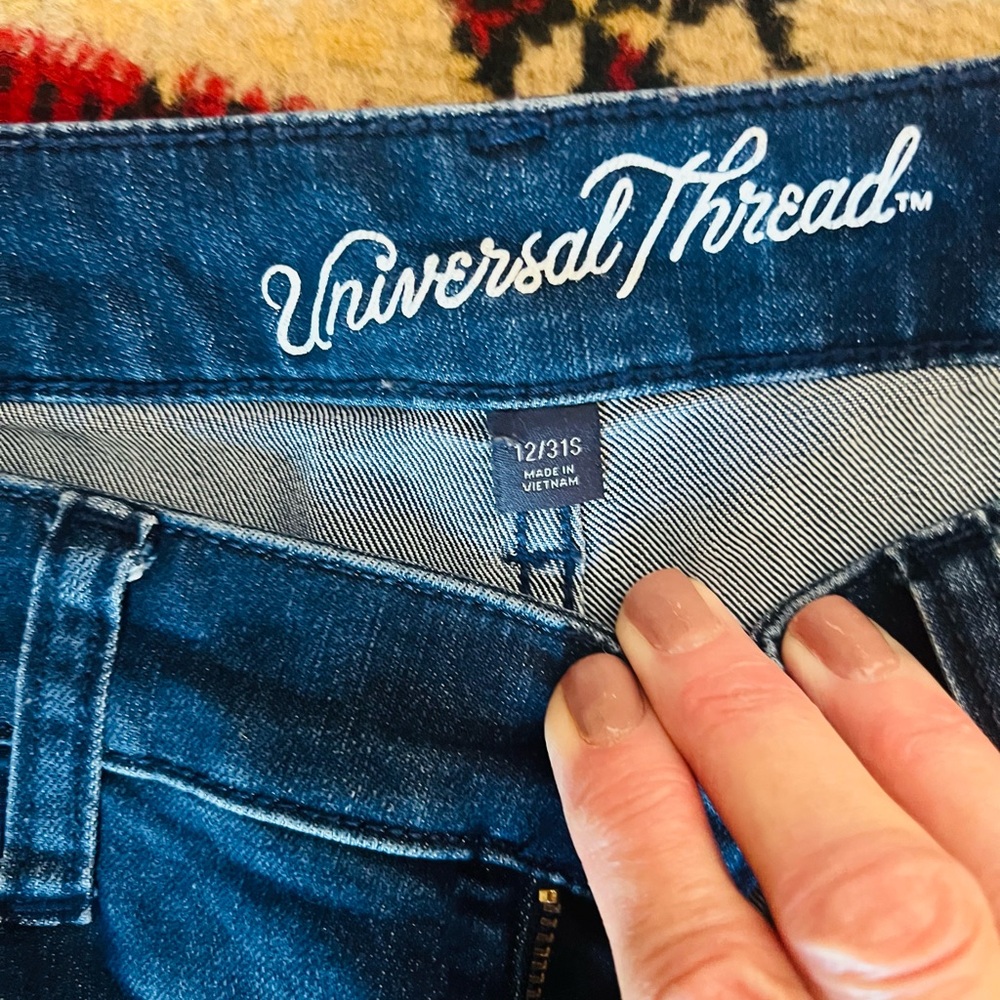 Universal Thread™
12/31S
MADE IN
VIETNAM